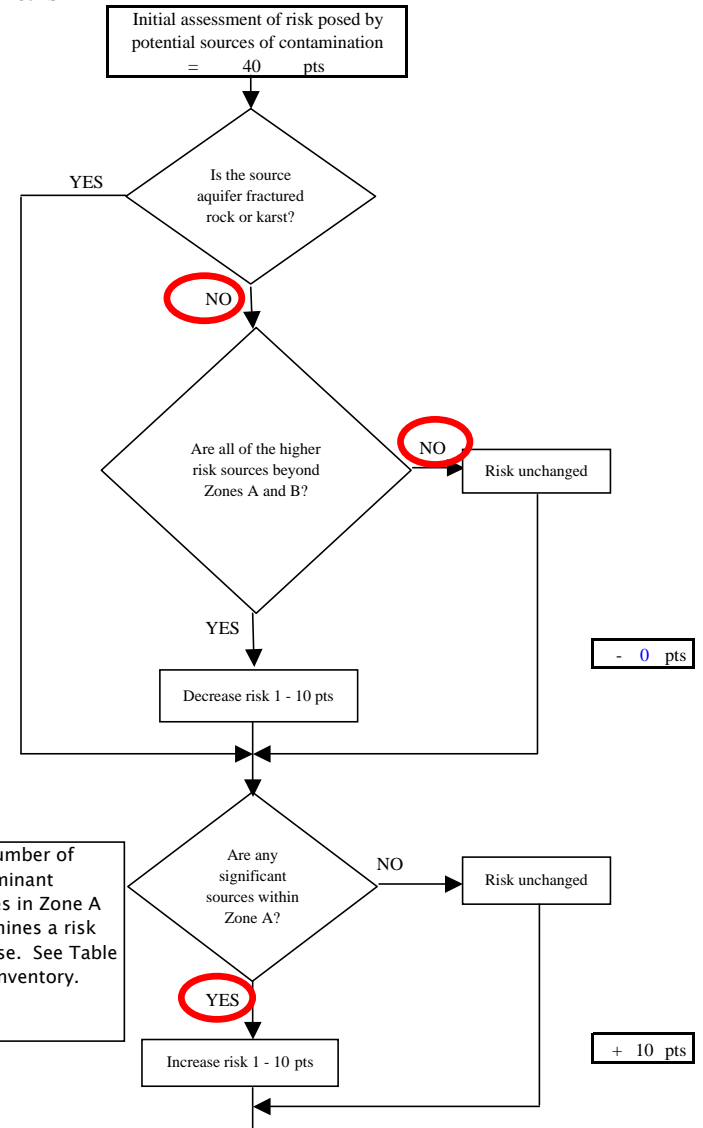 Initial assessment of risk posed by
potential sources of contamination
= 40 pts
YES
Is the source
aquifer fractured
rock or karst?
NO
Are all of the higher
risk sources beyond
Zones A and B?
NO
Risk unchanged
YES
- 0 pts
Decrease risk 1 - 10 pts
umber of
minant
es in Zone A
mines a risk
se. See Table
nventory.
Are any
significant
sources within
Zone A?
NO
Risk unchanged
YES
Increase risk 1 - 10 pts
+ 10 pts